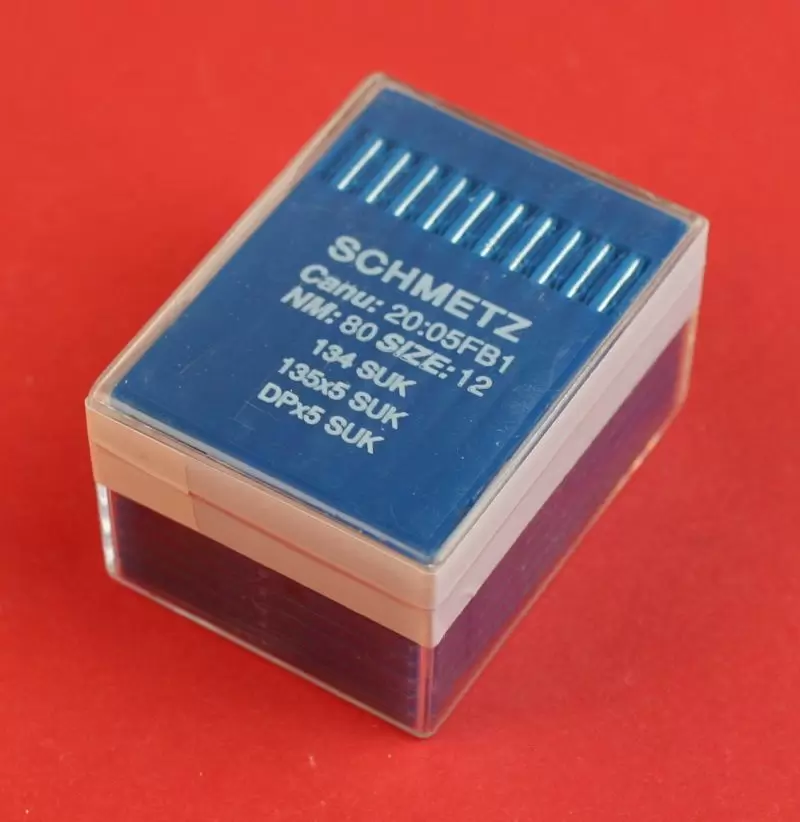 SCHMETZ
Canu: 20:05FB1
NM: 80 SIZE: 12
134 SUK
135x5 SUK
DPx5 SUK